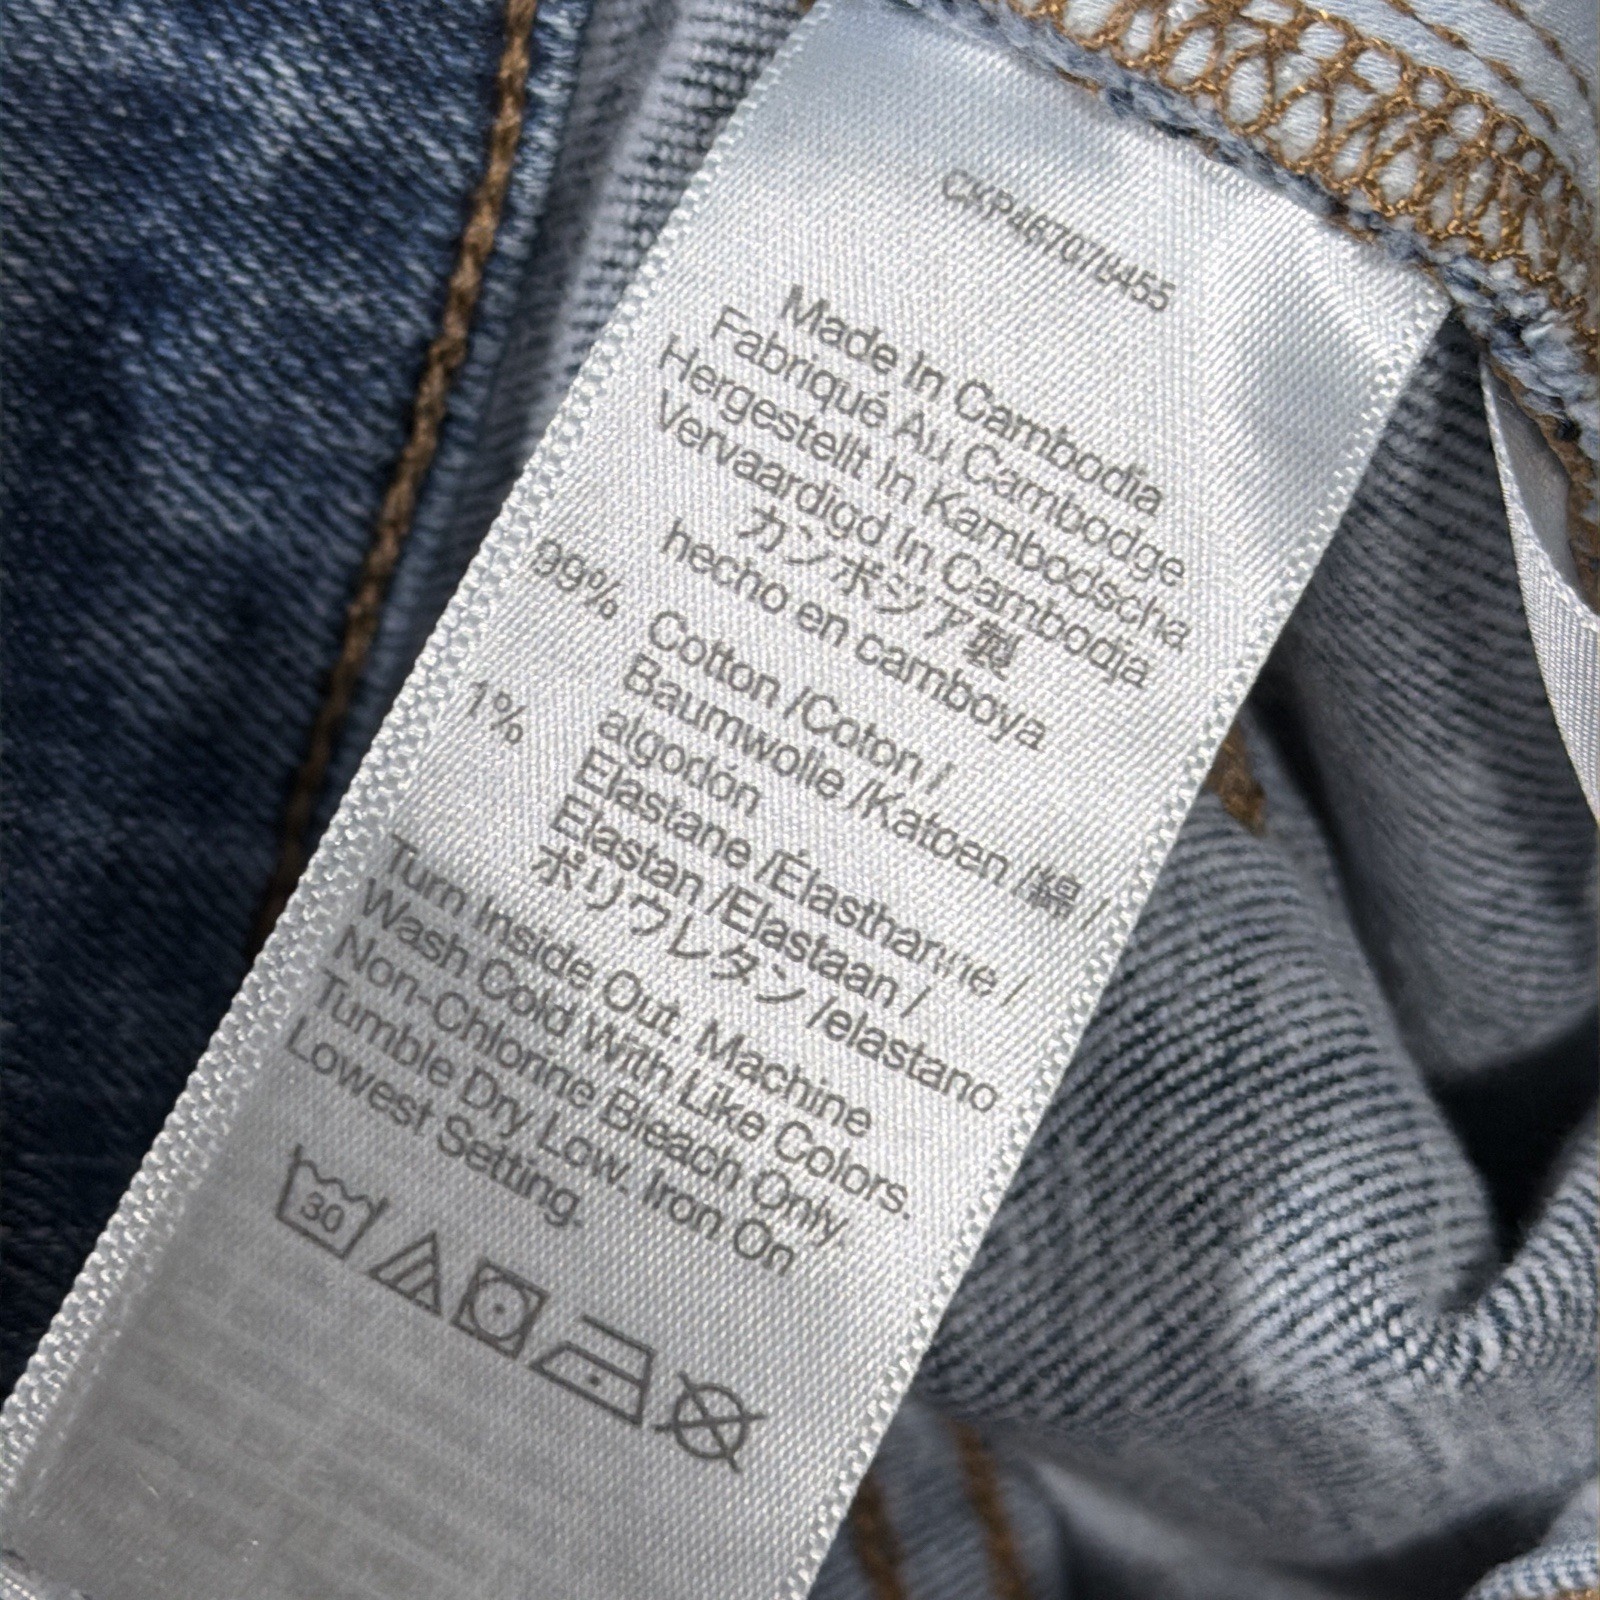 Made In Cambodia
Fabriqué Au Cambodge
Hergestellt In Kambodscha
Vervaardigd In Cambodia
カンボジア製
hecho en camboya
99% Cotton /Coton /
Baumwolle /Katoen /綿 /
algodón
1% Elastane /Élasthanne /
Elastan /Elastaan /
ポリウレタン /elastano
Turn Inside Out. Machine
Wash Cold With Like Colors.
Non-Chlorine Bleach Only.
Tumble Dry Low. Iron On
Lowest Setting.
30